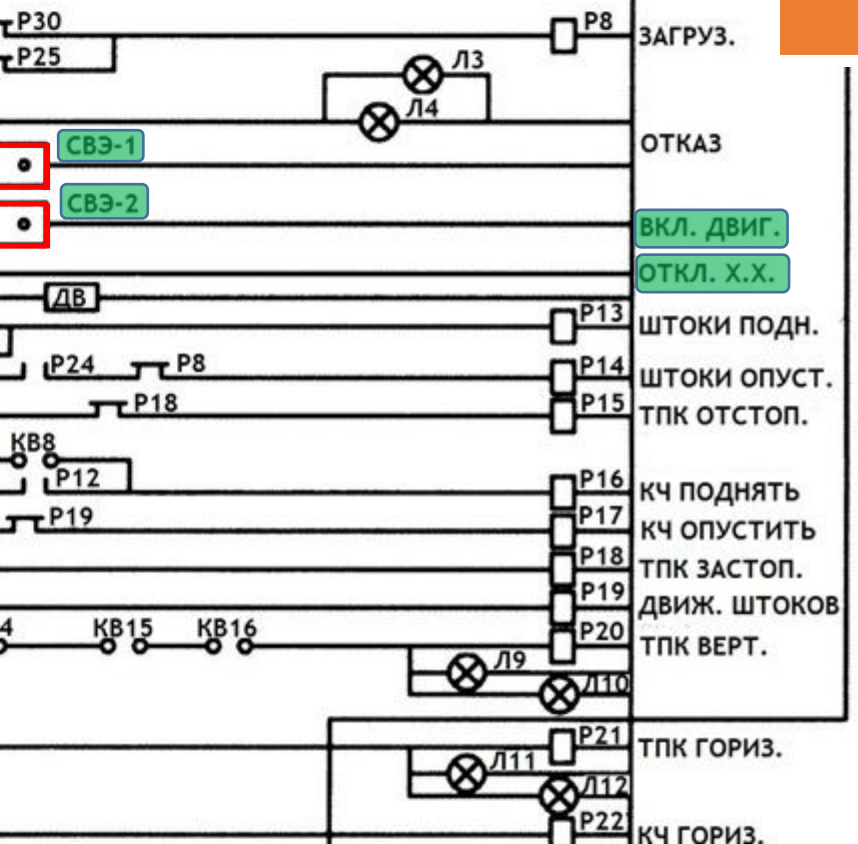 Р30 Р8 ЗАГРУЗ.
Р25 Л3
Л4
СВЭ-1 ОТКАЗ
СВЭ-2
ВКЛ. ДВИГ.
ОТКЛ. Х.Х.
ДВ
Р13 ШТОКИ ПОДН.
Р24 Р8 Р14 ШТОКИ ОПУСТ.
Р18 Р15 ТПК ОТСТОП.
КВ8
Р12 Р16 КЧ ПОДНЯТЬ
Р19 Р17 КЧ ОПУСТИТЬ
Р18 ТПК ЗАСТОП.
Р19 ДВИЖ. ШТОКОВ
4 КВ15 КВ16 Р20 ТПК ВЕРТ.
Л9
Л10
Р21 ТПК ГОРИЗ.
Л11
Л12
Р22 КЧ ГОРИЗ.